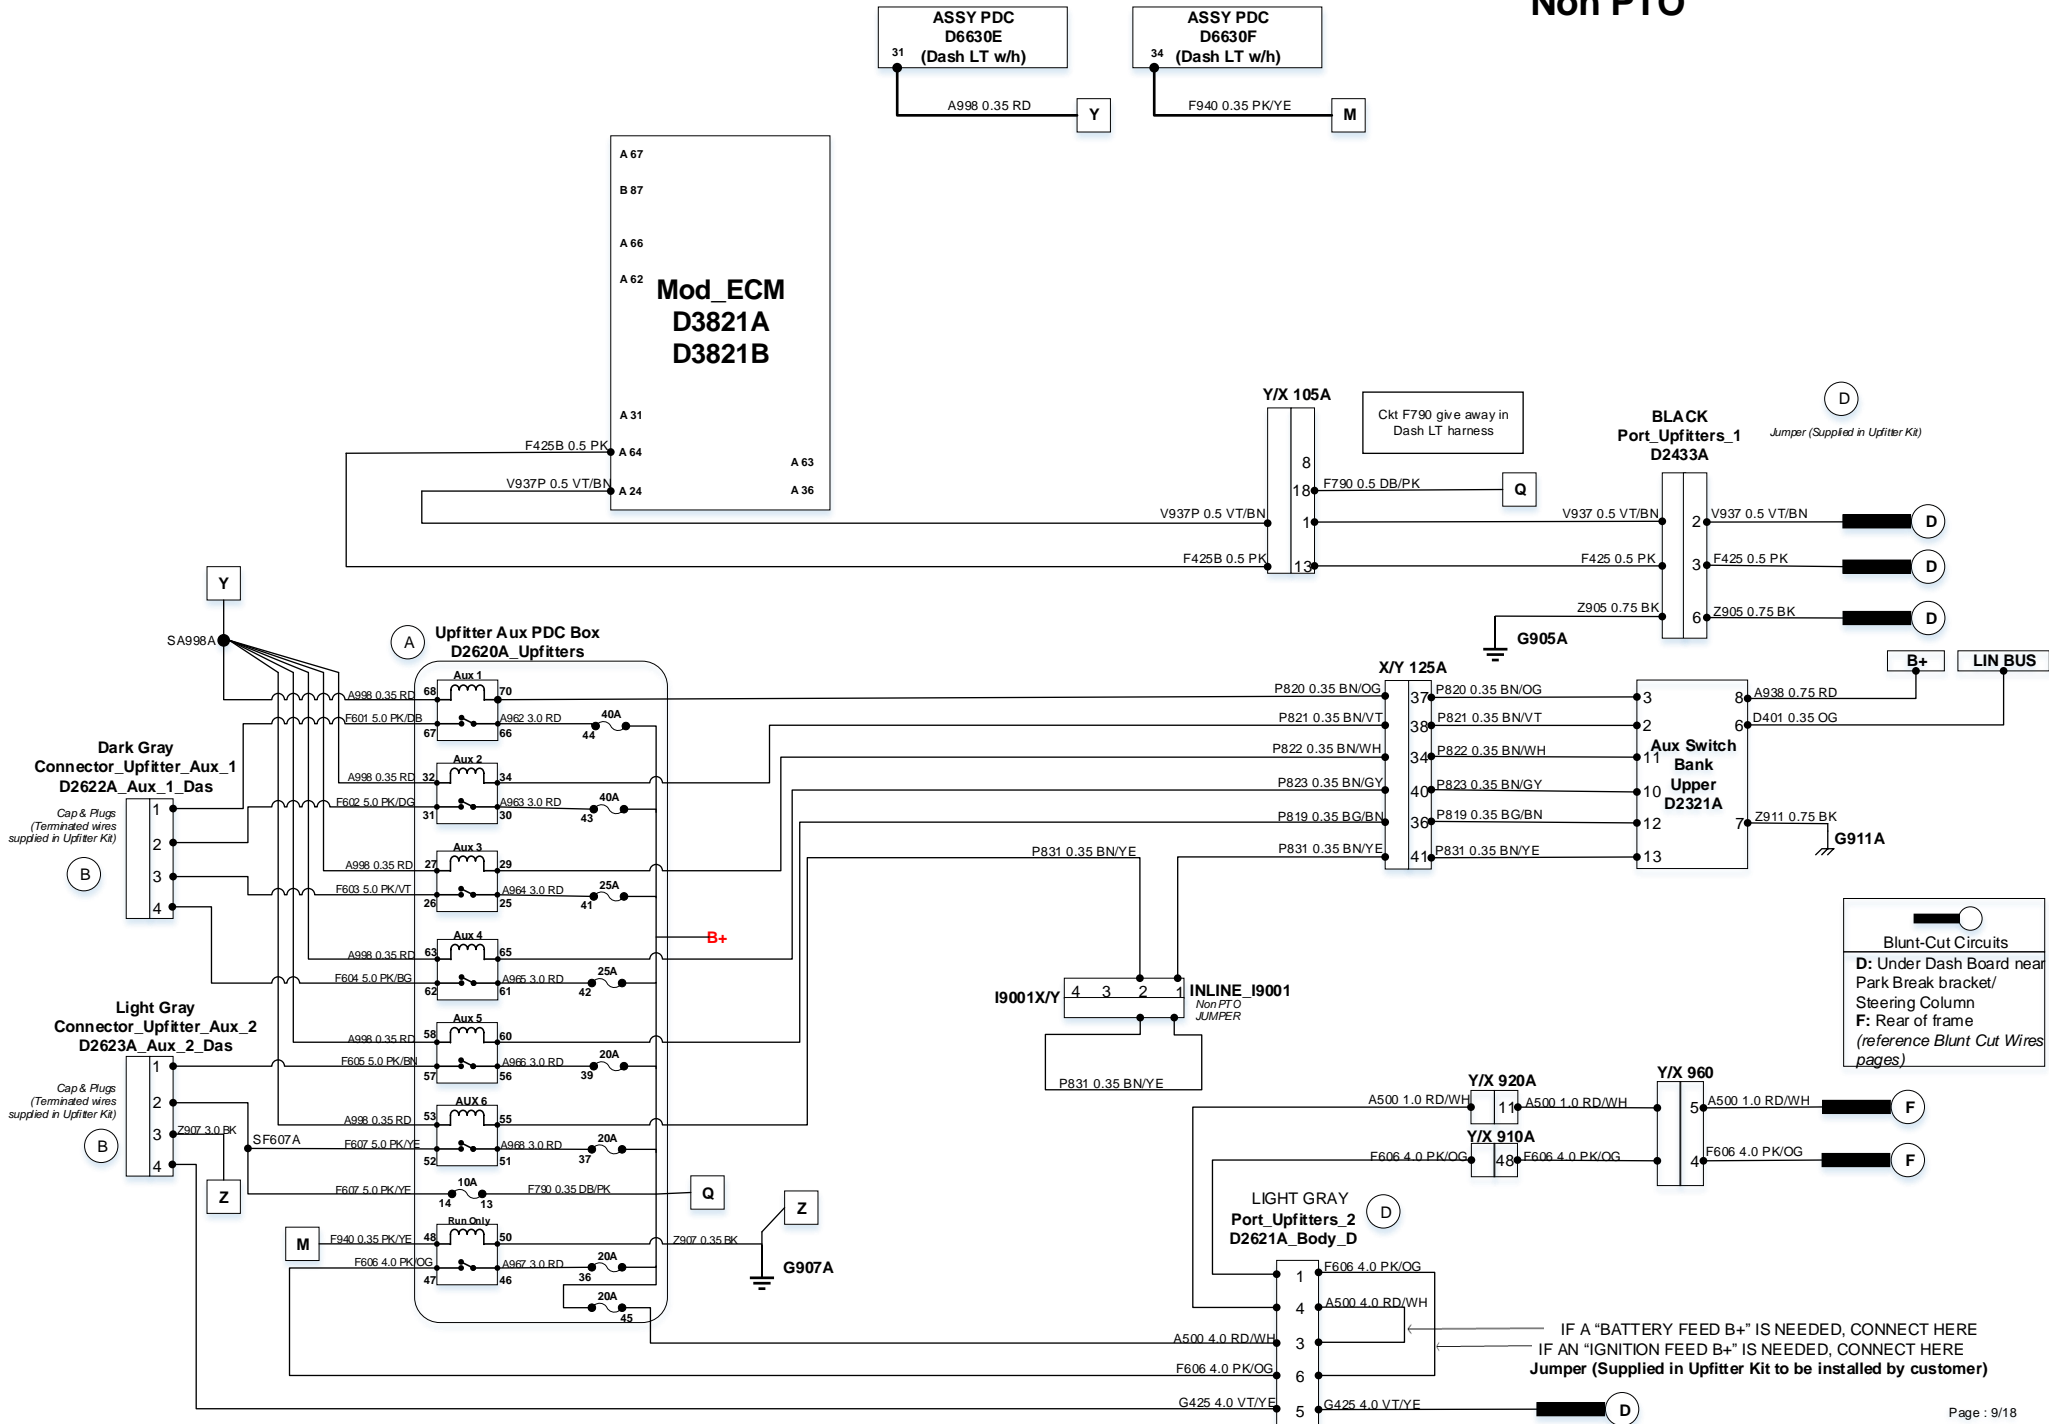 Non PTO
ASSY PDC
D6630E
31 (Dash LT w/h)
ASSY PDC
D6630F
34 (Dash LT w/h)
A998 0.35 RD
Y
F940 0.35 PK/YE
M
A 67
B 87
A 66
A 62
Mod_ECM
D3821A
D3821B
A 31
A 64
A 24
A 63
A 36
F425B 0.5 PK
V937P 0.5 VT/BN
Y/X 105A
8
18
1
13
Ckt F790 give away in
Dash LT harness
F790 0.5 DB/PK
Q
V937P 0.5 VT/BN
F425B 0.5 PK
BLACK
Port_Upfitters_1
D2433A
D
Jumper (Supplied in Upfitter Kit)
V937 0.5 VT/BN
2
V937 0.5 VT/BN
D
F425 0.5 PK
3
F425 0.5 PK
D
Z905 0.75 BK
6
Z905 0.75 BK
D
G905A
Y
SA998A
A
Upfitter Aux PDC Box
D2620A_Upfitters
Aux 1
A998 0.35 RD
68
70
F601 5.0 PK/DB
67
66
A962 3.0 RD
40A
44
Aux 2
A998 0.35 RD
32
34
F602 5.0 PK/DG
31
30
A963 3.0 RD
40A
43
Aux 3
A998 0.35 RD
27
29
F603 5.0 PK/VT
26
25
A964 3.0 RD
25A
41
B+
Aux 4
A998 0.35 RD
63
65
F604 5.0 PK/BG
62
61
A965 3.0 RD
25A
42
Aux 5
A998 0.35 RD
58
60
F605 5.0 PK/BN
57
56
A966 3.0 RD
20A
39
AUX 6
A998 0.35 RD
53
55
F607 5.0 PK/YE
52
51
A968 3.0 RD
20A
37
F607 5.0 PK/YE
14
10A
13
F790 0.35 DB/PK
Q
Run Only
M
F940 0.35 PK/YE
48
50
Z907 0.35 BK
Z
G907A
F606 4.0 PK/OG
47
46
A967 3.0 RD
20A
36
20A
45
Dark Gray
Connector_Upfitter_Aux_1
D2622A_Aux_1_Das
Cap & Plugs
(Terminated wires
supplied in Upfitter Kit)
B
1
2
3
4
Light Gray
Connector_Upfitter_Aux_2
D2623A_Aux_2_Das
Cap & Plugs
(Terminated wires
supplied in Upfitter Kit)
B
1
2
3
4
Z907 3.0 BK
SF607A
Z
X/Y 125A
P820 0.35 BN/OG
37
P820 0.35 BN/OG
3
P821 0.35 BN/VT
38
P821 0.35 BN/VT
2
P822 0.35 BN/WH
34
P822 0.35 BN/WH
11
P823 0.35 BN/GY
40
P823 0.35 BN/GY
10
P819 0.35 BG/BN
36
P819 0.35 BG/BN
12
P831 0.35 BN/YE
P831 0.35 BN/YE
41
P831 0.35 BN/YE
13
Aux Switch
Bank
Upper
D2321A
8
6
7
B+
LIN BUS
A938 0.75 RD
D401 0.35 OG
Z911 0.75 BK
G911A
I9001X/Y
4 3 2 1
INLINE_I9001
Non PTO
JUMPER
P831 0.35 BN/YE
Blunt-Cut Circuits
D: Under Dash Board near
Park Break bracket/
Steering Column
F: Rear of frame
(reference Blunt Cut Wires
pages)
Y/X 920A
A500 1.0 RD/WH
11
A500 1.0 RD/WH
Y/X 960
5
A500 1.0 RD/WH
F
Y/X 910A
F606 4.0 PK/OG
48
F606 4.0 PK/OG
4
F606 4.0 PK/OG
F
LIGHT GRAY
Port_Upfitters_2
D2621A_Body_D
D
1
F606 4.0 PK/OG
4
A500 4.0 RD/WH
A500 4.0 RD/WH
3
F606 4.0 PK/OG
6
G425 4.0 VT/YE
5
G425 4.0 VT/YE
D
IF A “BATTERY FEED B+” IS NEEDED, CONNECT HERE
IF AN “IGNITION FEED B+” IS NEEDED, CONNECT HERE
Jumper (Supplied in Upfitter Kit to be installed by customer)
Page : 9/18